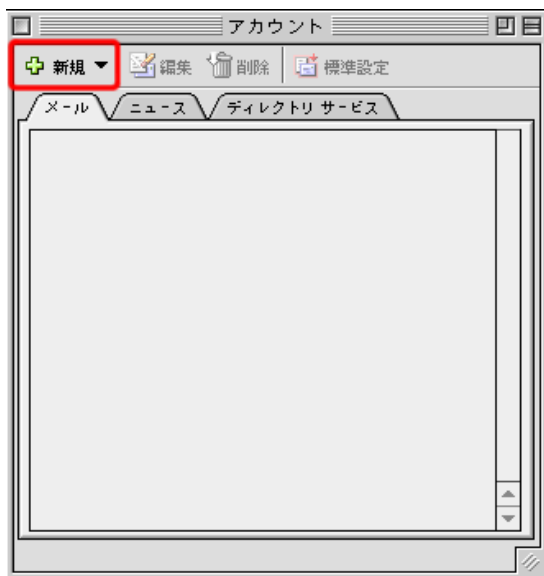 アカウント
新規 編集 削除 標準設定
メール ニュース ディレクトリ サービス